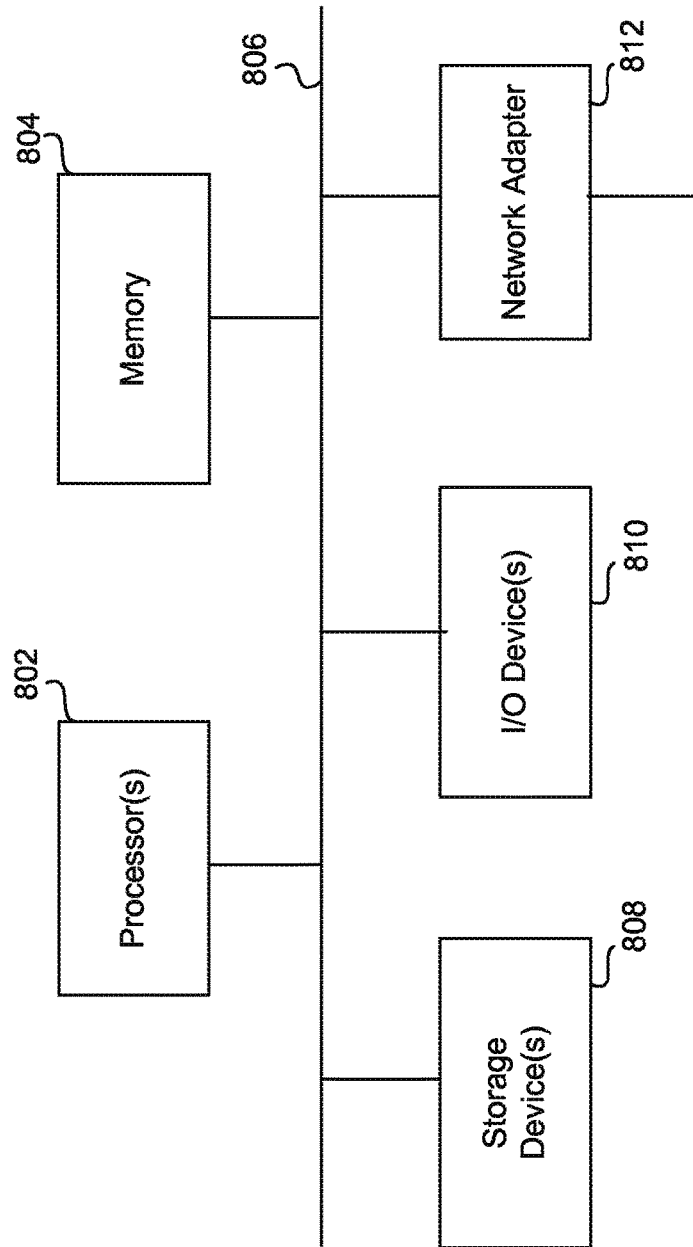 802
Processor(s)
804
Memory
806
Storage
Device(s)
808
I/O Device(s)
810
Network Adapter
812